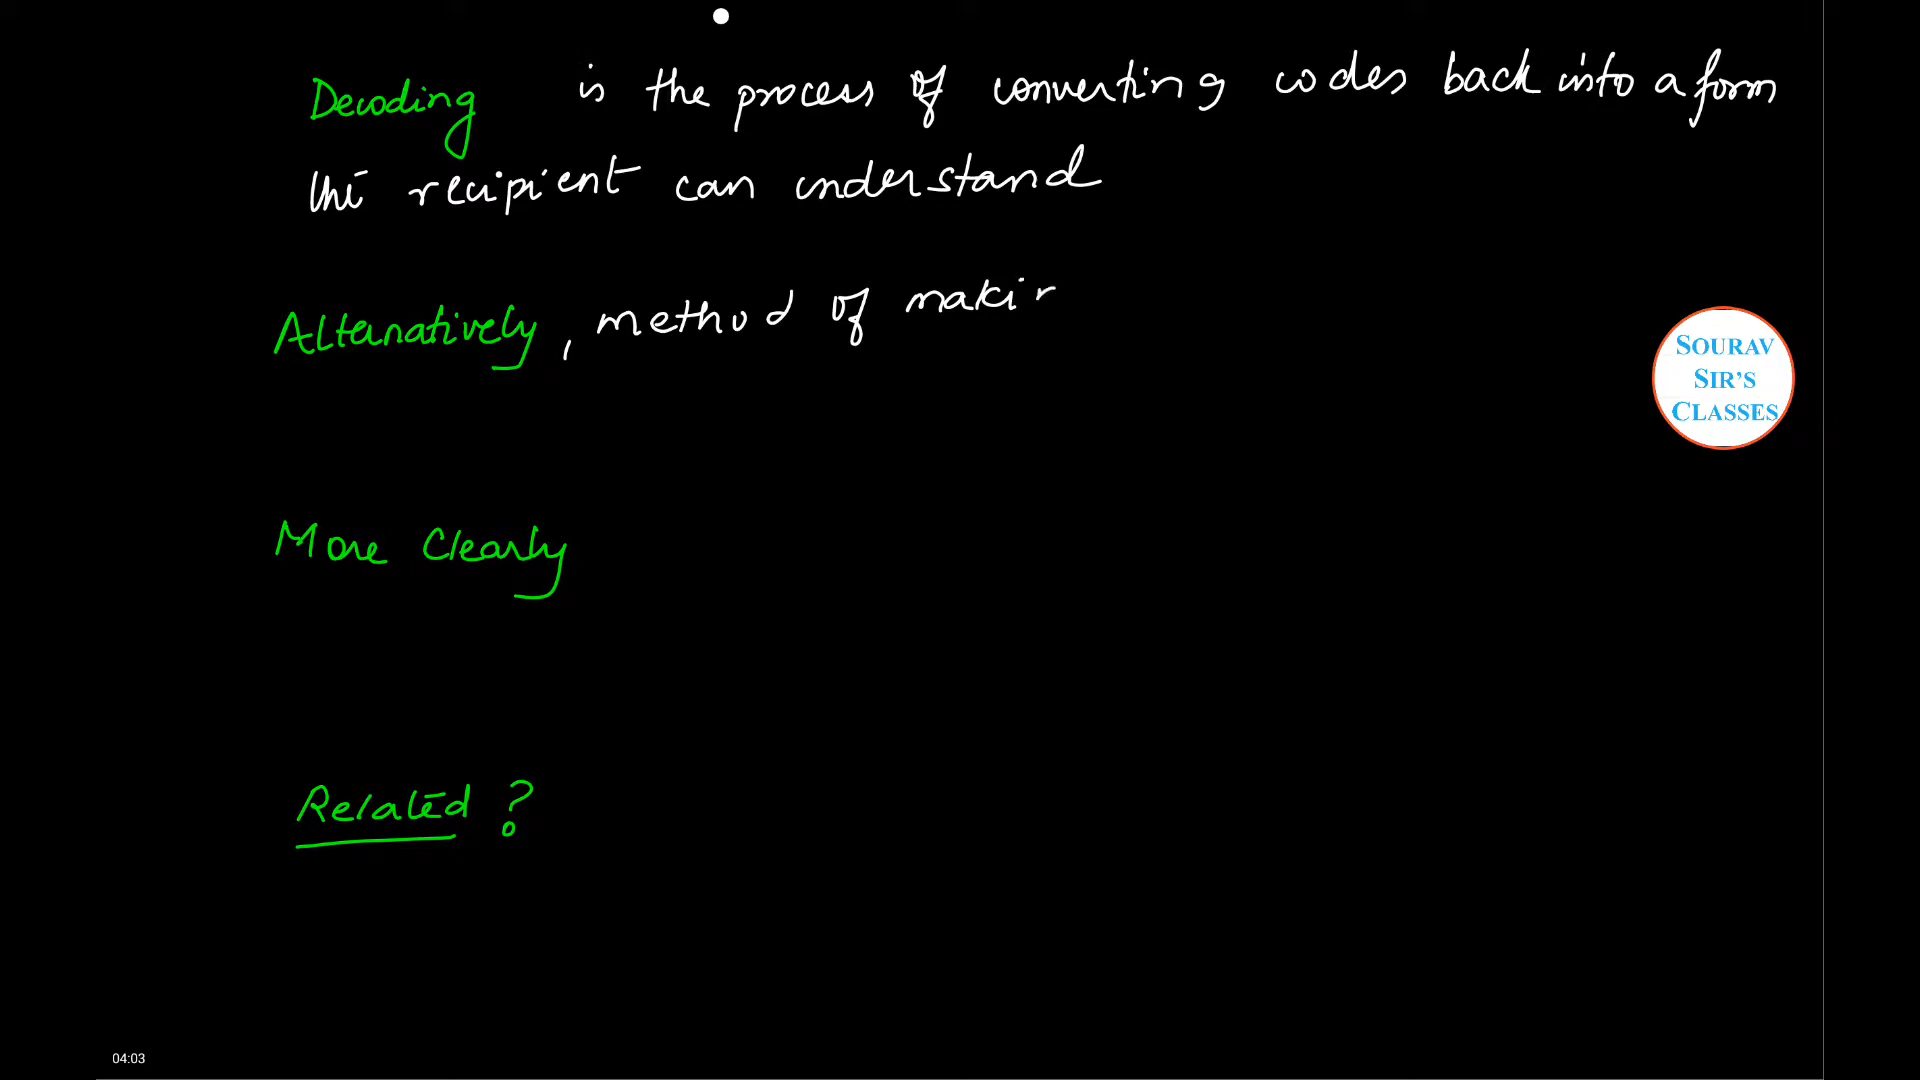 Decoding is the process of converting codes back into a form
the recipient can understand
Alternatively, method of makin
SOURAV
SIR'S
CLASSES
More Clearly
Related ?
04:03